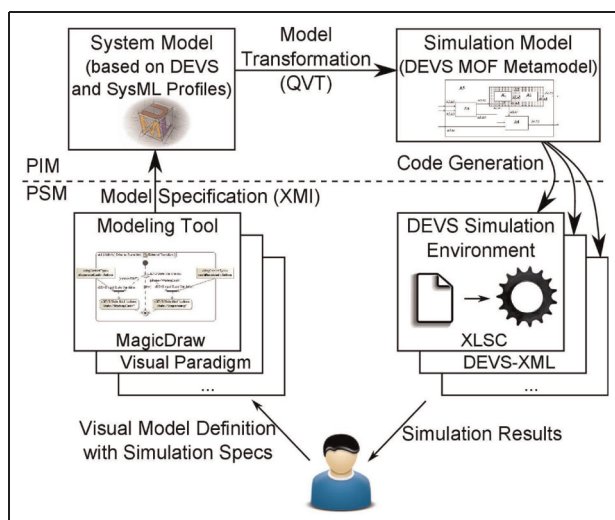 System Model
(based on DEVS
and SysML Profiles)
Model
Transformation
(QVT)
Simulation Model
(DEVS MOF Metamodel)
PIM
PSM
Code Generation
Model Specification (XMI)
Modeling Tool
MagicDraw
Visual Paradigm
...
DEVS Simulation
Environment
XLSC
DEVS-XML
...
Visual Model Definition
with Simulation Specs
Simulation Results